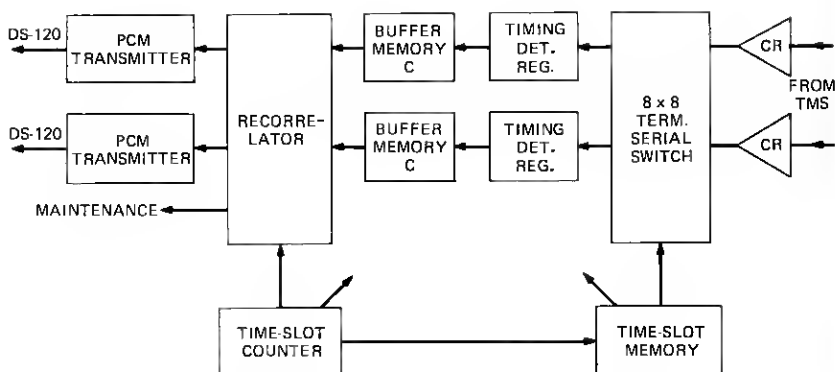 DS-120
PCM
TRANSMITTER
RECORRE-
LATOR
BUFFER
MEMORY
C
TIMING
DET.
REG.
8 x 8
TERM.
SERIAL
SWITCH
CR
FROM
TMS
DS-120
PCM
TRANSMITTER
BUFFER
MEMORY
C
TIMING
DET.
REG.
CR
MAINTENANCE
TIME-SLOT
COUNTER
TIME-SLOT
MEMORY